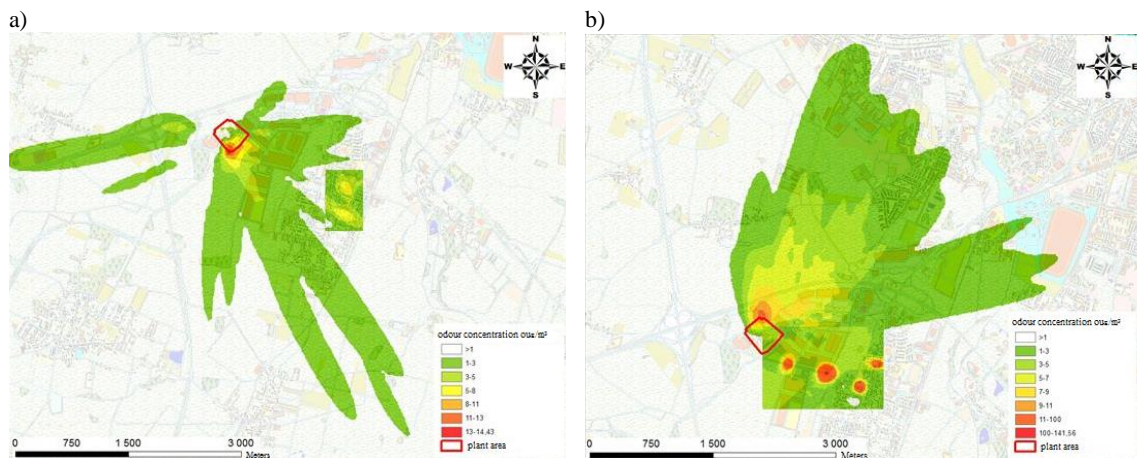 a)
N
W E
S
odour concentration ouᴇ/m³
>1
1-3
3-5
5-8
8-11
11-13
13-14,43
plant area
0 750 1 500 3 000
Meters
b)
N
W E
S
odour concentration ouᴇ/m³
>1
1-3
3-5
5-7
7-9
9-11
11-100
100-141,56
plant area
0 750 1 500 3 000
Meters